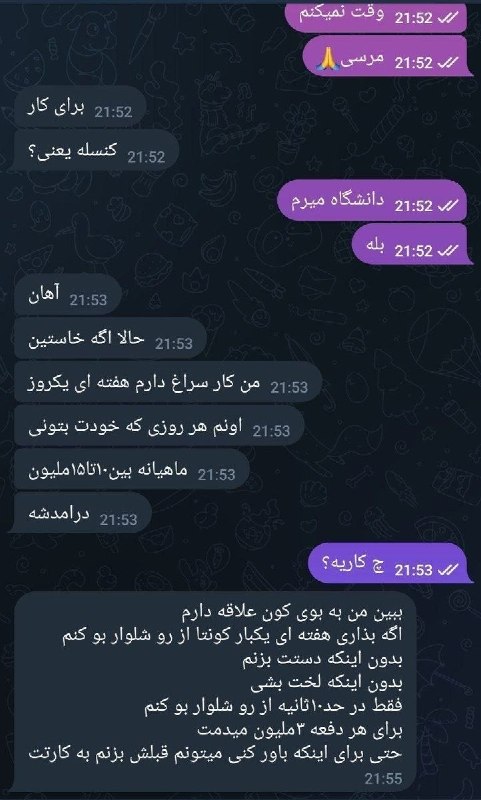 وقت نمیکنم 21:52
مرسی🙏 21:52
برای کار 21:52
کنسله یعنی؟ 21:52
دانشگاه میرم 21:52
بله 21:52
آهان 21:53
حالا اگه خاستین 21:53
من کار سراغ دارم هفته ای یکروز 21:53
اونم هر روزی که خودت بتونی 21:53
ماهیانه بین۱۰تا۱۵ملیون 21:53
درامدشه 21:53
چ کاریه؟ 21:53
ببین من به بوی کون علاقه دارم
اگه بذاری هفته ای یکبار کونتا از رو شلوار بو کنم
بدون اینکه دستت بزنم
بدون اینکه لخت بشی
فقط در حد۱۰ثانیه از رو شلوار بو کنم
برای هر دفعه ۳ملیون میدمت
حتی برای اینکه باور کنی میتونم قبلش بزنم به کارتت
21:55